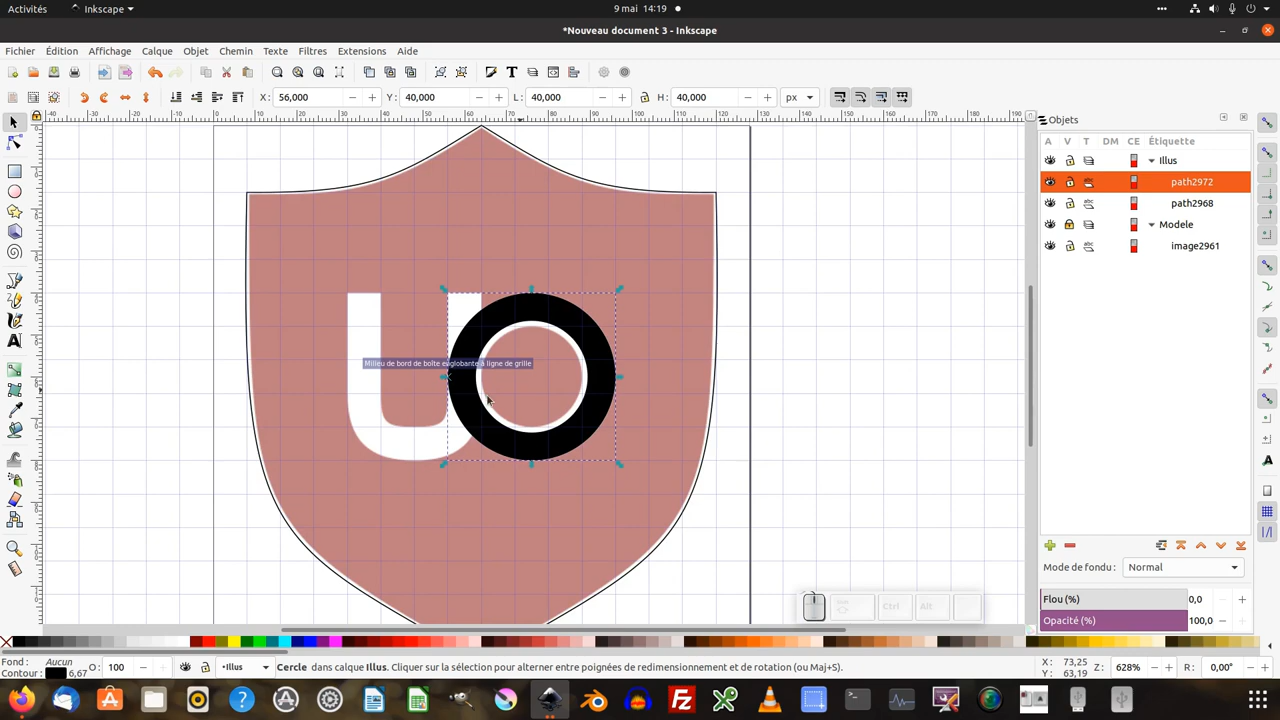 Activités
Inkscape
9 mai 14:19
*Nouveau document 3 - Inkscape
Fichier Édition Affichage Calque Objet Chemin Texte Filtres Extensions Aide
X: 56,000 Y: 40,000 L: 40,000 H: 40,000 px
Objets
A V T DM CE Étiquette
Illus
path2972
path2968
Modele
image2961
UO
Milieu de bord de boîte englobante à ligne de grille
Mode de fondu : Normal
Flou (%) 0,0
Opacité (%) 100,0
Ctrl Alt
Fond : Aucun O: 100
Contour : 6,67
•Illus
Cercle dans calque Illus. Cliquer sur la sélection pour alterner entre poignées de redimensionnement et de rotation (ou Maj+S).
X: 73,25
Y: 63,19
Z: 628%
R: 0,00°